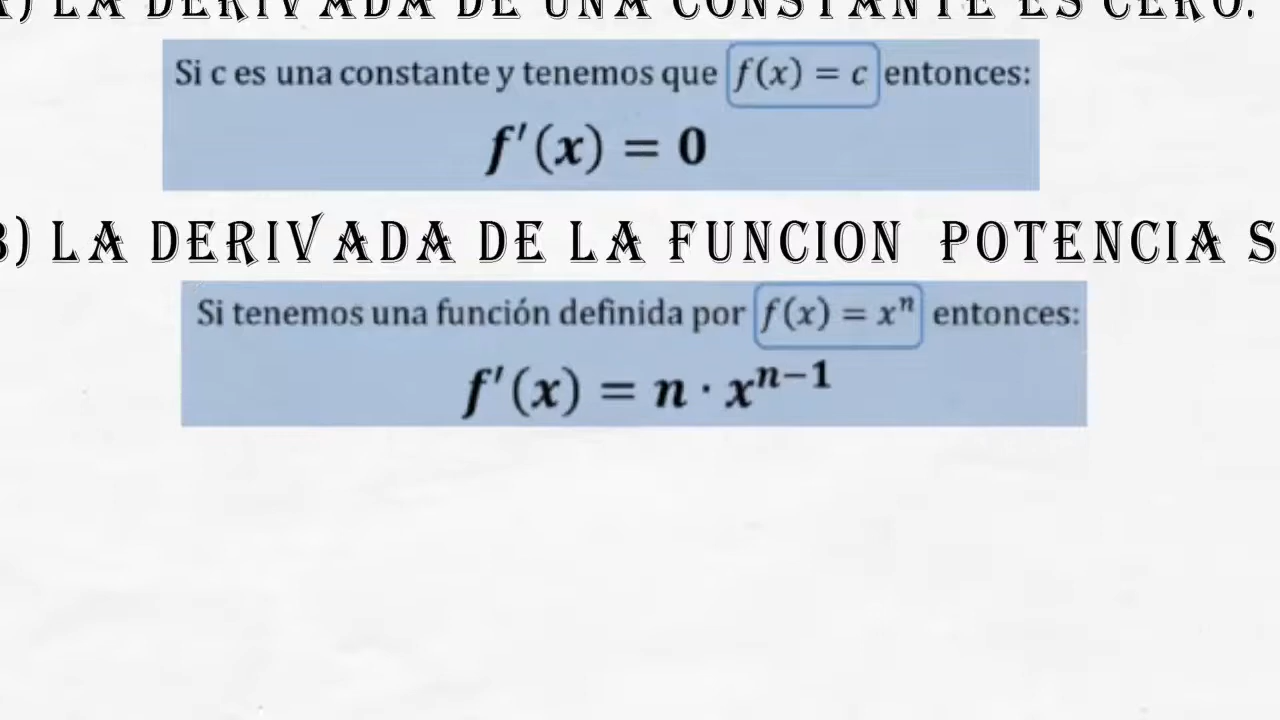 ) LA DERIVADA DE UNA CONSTANTE ES CERO.
Si c es una constante y tenemos que f(x) = c entonces:
f'(x) = 0
) LA DERIVADA DE LA FUNCION POTENCIA S
Si tenemos una función definida por f(x) = xⁿ entonces:
f'(x) = n · xⁿ⁻¹